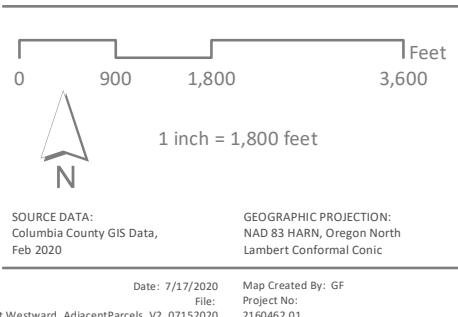 Feet
0 900 1,800 3,600
1 inch = 1,800 feet
N
SOURCE DATA:
Columbia County GIS Data,
Feb 2020
GEOGRAPHIC PROJECTION:
NAD 83 HARN, Oregon North
Lambert Conformal Conic
Date: 7/17/2020 Map Created By: GF
File: Project No:
Westward_AdjacentParcels_V2_07152020 2160462.01